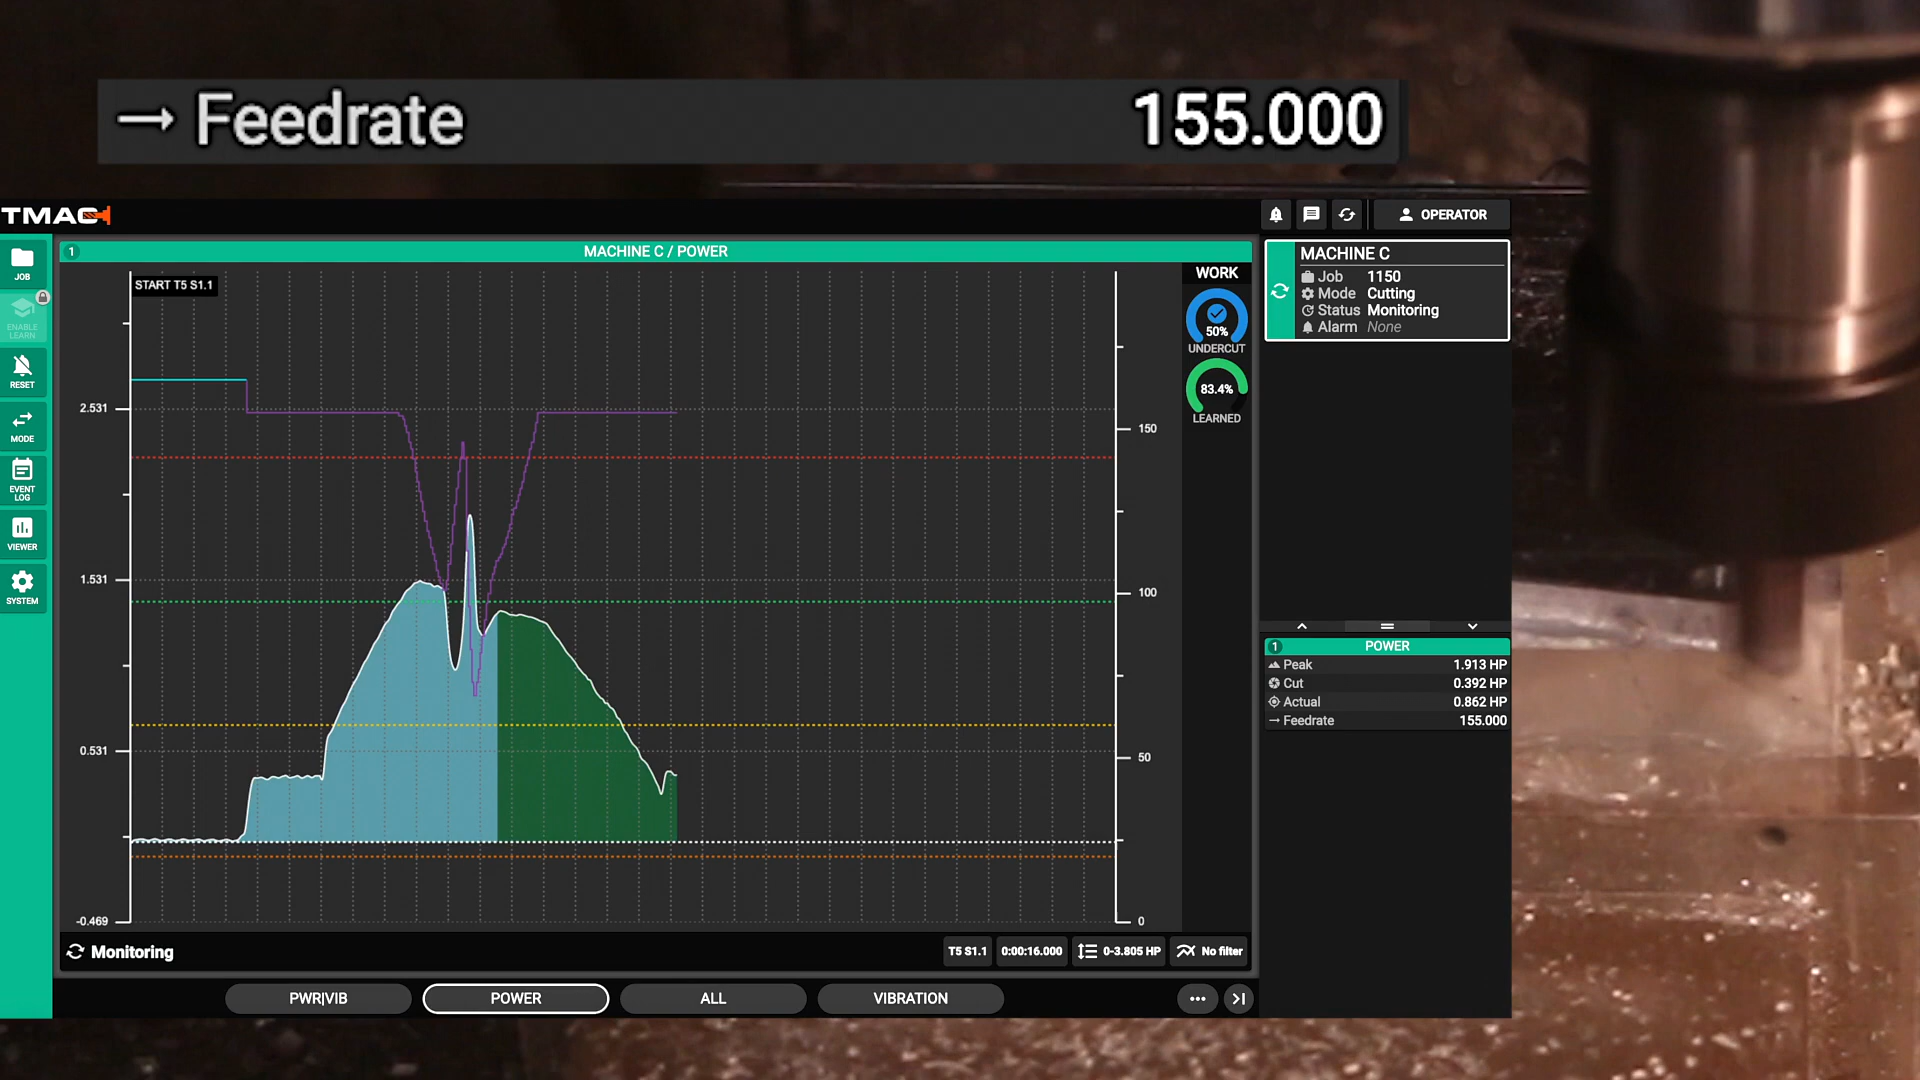 → Feedrate 155.000
TMAC
OPERATOR
JOB
ENABLE
LEARN
RESET
MODE
EVENT
LOG
VIEWER
SYSTEM
1 MACHINE C / POWER
START T5 S1.1
2.531
1.531
0.531
-0.469
150
100
50
0
WORK
50%
UNDERCUT
83.4%
LEARNED
MACHINE C
Job 1150
Mode Cutting
Status Monitoring
Alarm None
1 POWER
Peak 1.913 HP
Cut 0.392 HP
Actual 0.862 HP
→ Feedrate 155.000
Monitoring
T5 S1.1 0:00:16.000 0-3.805 HP No filter
PWR|VIB POWER ALL VIBRATION